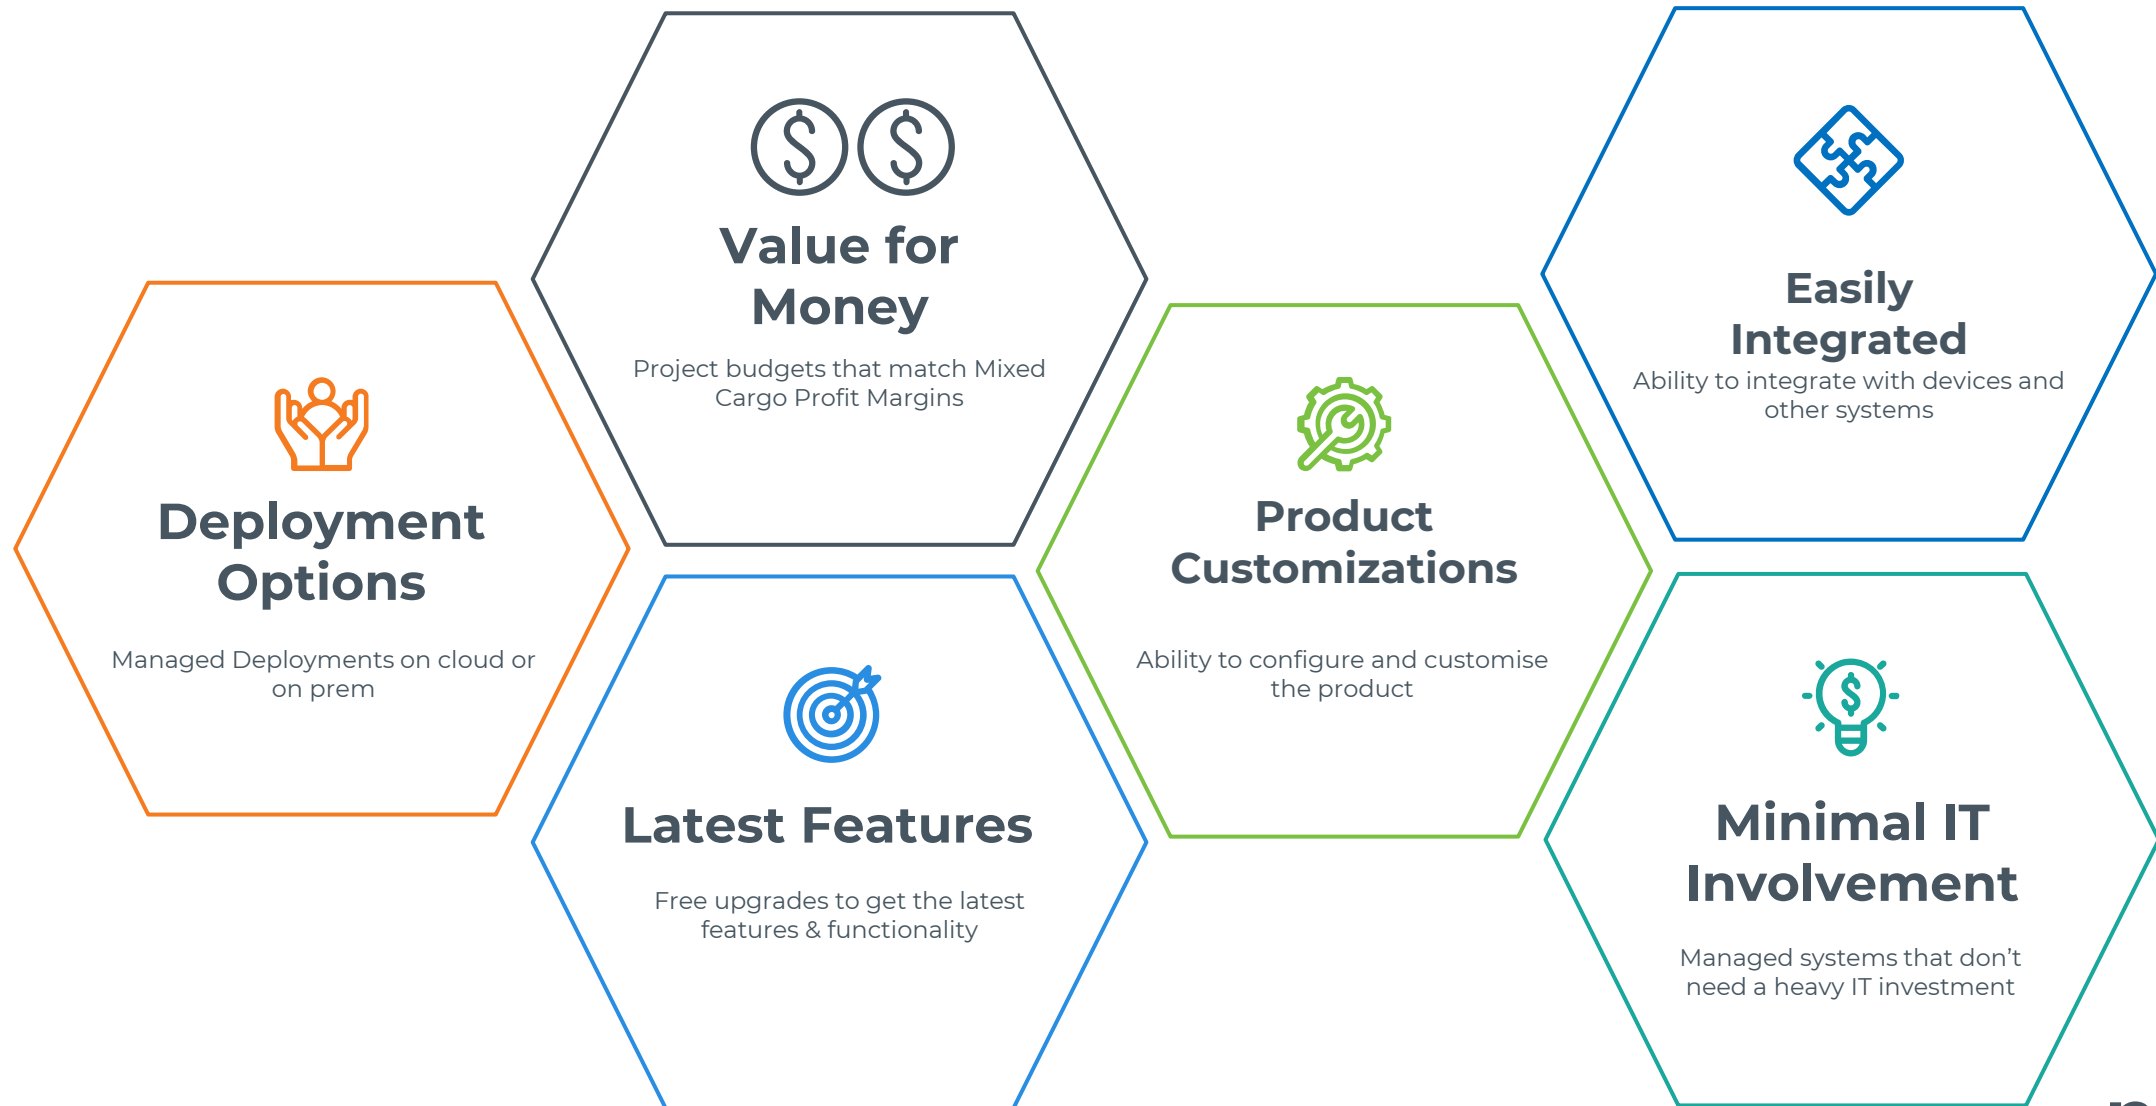 Value for
Money
Project budgets that match Mixed
Cargo Profit Margins
Easily
Integrated
Ability to integrate with devices and
other systems
Deployment
Options
Managed Deployments on cloud or
on prem
Product
Customizations
Ability to configure and customise
the product
Latest Features
Free upgrades to get the latest
features & functionality
Minimal IT
Involvement
Managed systems that don’t
need a heavy IT investment